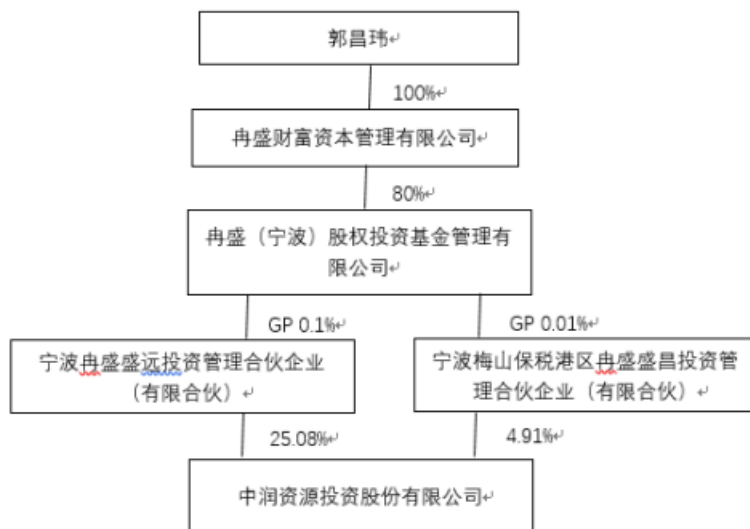 郭昌玮
100%
冉盛财富资本管理有限公司
80%
冉盛（宁波）股权投资基金管理有
限公司
GP 0.1%
GP 0.01%
宁波冉盛盛远投资管理合伙企业
（有限合伙）
宁波梅山保税港区冉盛盛昌投资管
理合伙企业（有限合伙）
25.08%
4.91%
中润资源投资股份有限公司